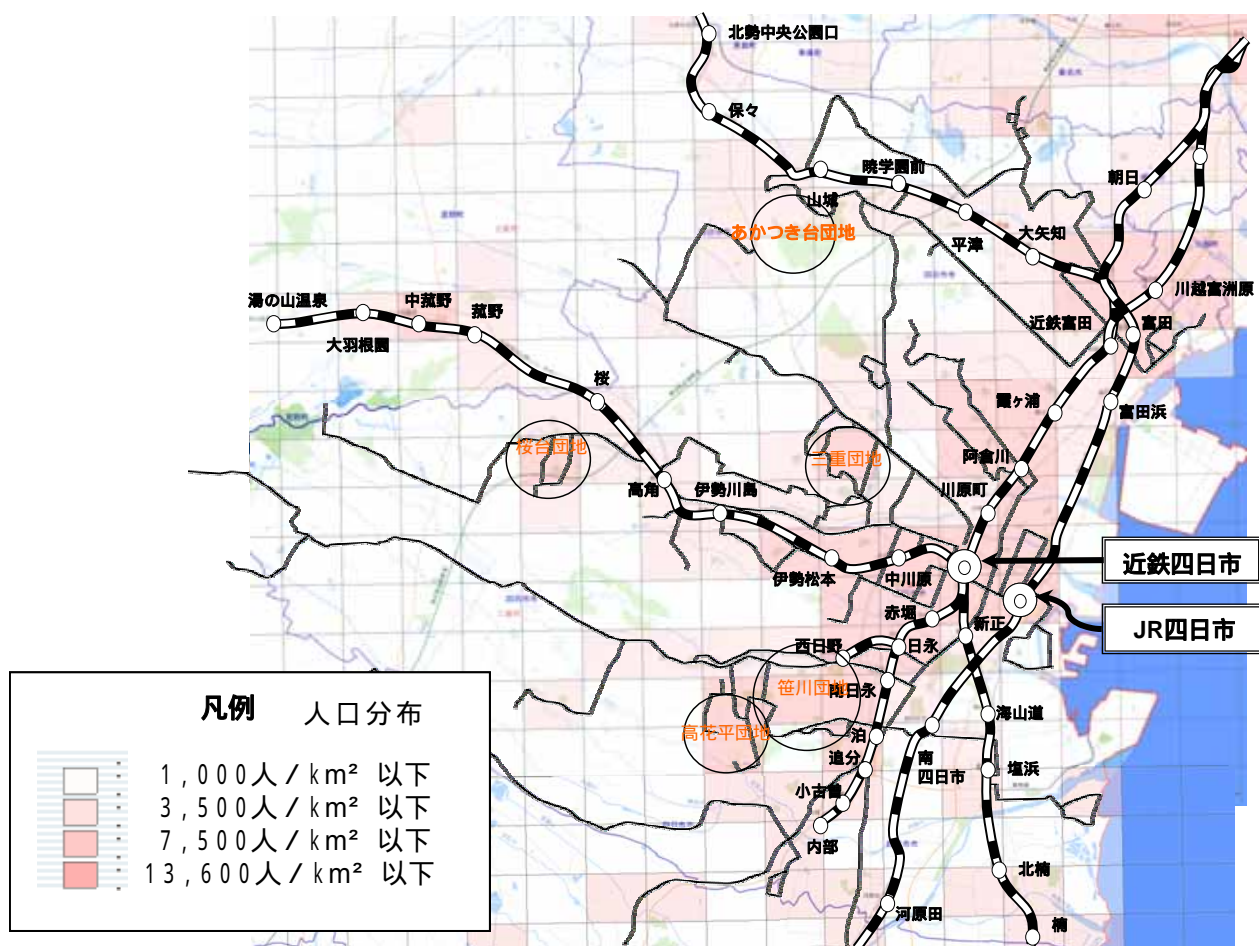 北勢中央公園口
保々
山城
暁学園前
朝日
あかつき台団地
平津
大矢知
川越富洲原
湯の山温泉
中菰野
菰野
大羽根園
近鉄富田
富田
桜
霞ヶ浦
富田浜
桜台団地
三重団地
阿倉川
高角
伊勢川島
川原町
伊勢松本
中川原
近鉄四日市
赤堀
新正
JR四日市
西日野
日永
笹川団地
南日永
高花平団地
泊
海山道
追分
南
四日市
塩浜
小古曽
内部
北楠
河原田
楠
凡例 人口分布
1,000人/km² 以下
3,500人/km² 以下
7,500人/km² 以下
13,600人/km² 以下